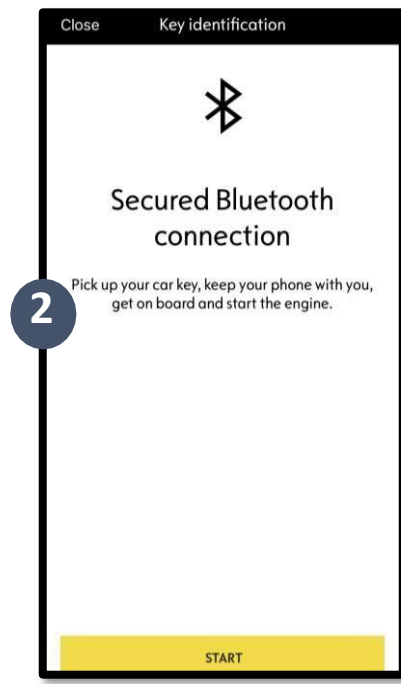 Close Key identification
Secured Bluetooth
connection
Pick up your car key, keep your phone with you,
get on board and start the engine.
2
START